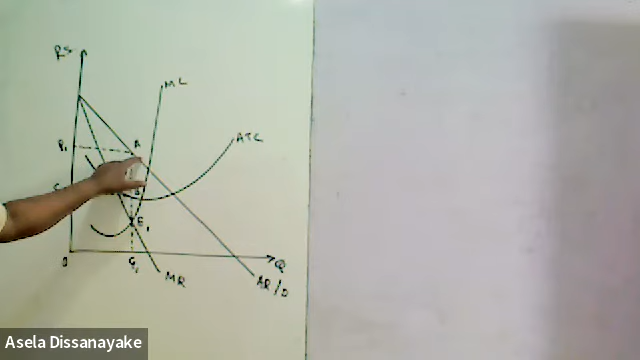 Rs
MC
P₁
A
ATC
C
B
E₁
O
q₁
Q
MR
AR/D
Asela Dissanayake